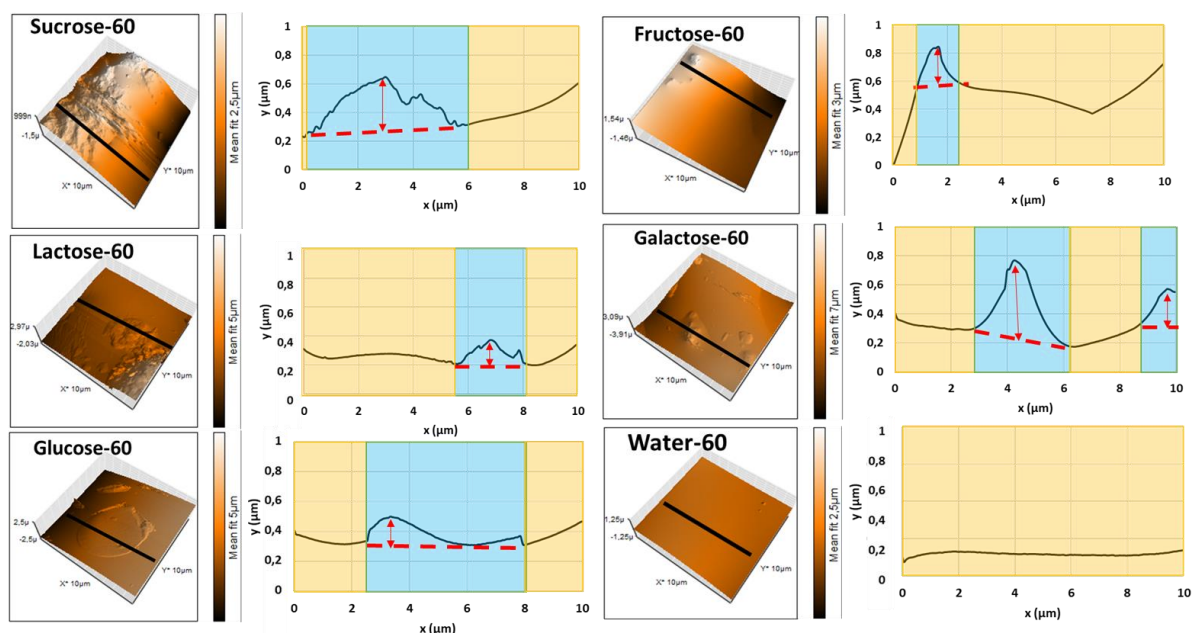 Sucrose-60
999n
-1,5µ
X* 10µm
Y* 10µm
Mean fit 2,5µm
1
0,8
0,6
0,4
0,2
0
y (µm)
0 2 4 6 8 10
x (µm)
Fructose-60
1,54µ
-1,46µ
X* 10µm
Y* 10µm
Mean fit 3µm
1
0,8
0,6
0,4
0,2
0
y (µm)
0 2 4 6 8 10
x (µm)
Lactose-60
2,97µ
-2,03µ
X* 10µm
Y* 10µm
Mean fit 5µm
1
0,8
0,6
0,4
0,2
0
y (µm)
0 2 4 6 8 10
x (µm)
Galactose-60
3,09µ
-3,91µ
X* 10µm
Y* 10µm
Mean fit 7µm
1
0,8
0,6
0,4
0,2
0
y (µm)
0 2 4 6 8 10
x (µm)
Glucose-60
2,5µ
-2,5µ
X* 10µm
Y* 10µm
Mean fit 5µm
1
0,8
0,6
0,4
0,2
0
y (µm)
0 2 4 6 8 10
x (µm)
Water-60
1,25µ
-1,25µ
X* 10µm
Y* 10µm
Mean fit 2,5µm
1
0,8
0,6
0,4
0,2
0
y (µm)
0 2 4 6 8 10
x (µm)